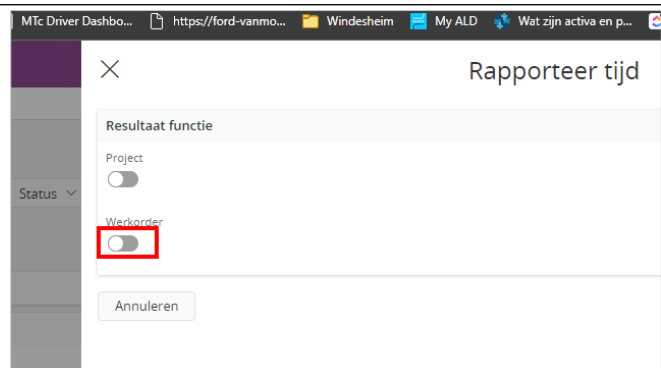 MTc Driver Dashbo... https://ford-vanmo... Windesheim My ALD Wat zijn activa en p...
Rapporteer tijd
Resultaat functie
Project
Status
Werkorder
Annuleren